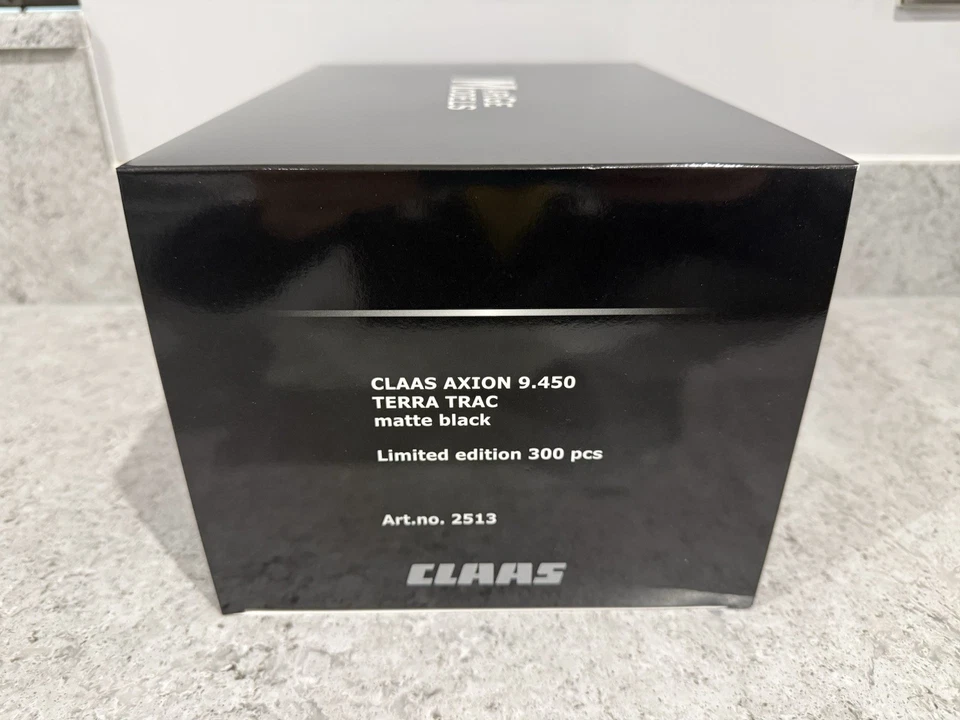 CLAAS AXION 9.450
TERRA TRAC
matte black
Limited edition 300 pcs
Art.no. 2513
CLAAS